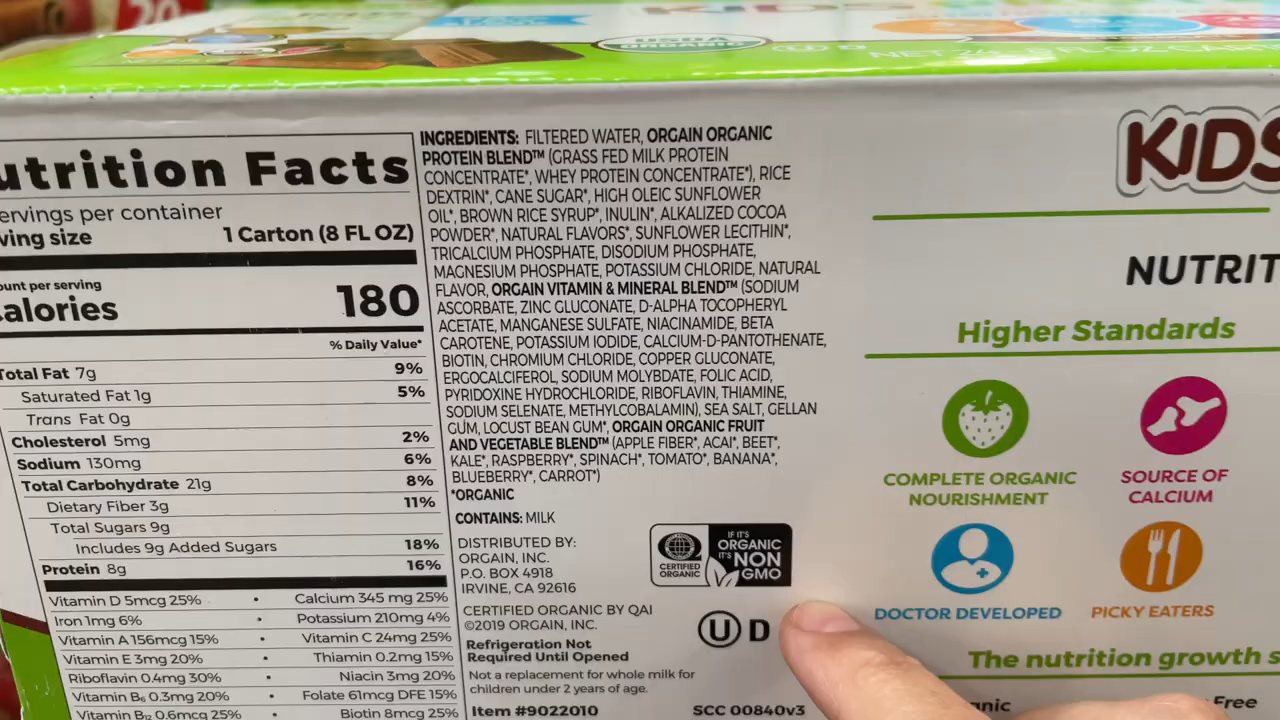 20
KIDS
USDA
ORGANIC
U D
NET
utrition Facts
ervings per container
ving size 1 Carton (8 FL OZ)
ount per serving
alories 180
% Daily Value*
Total Fat 7g 9%
Saturated Fat 1g 5%
Trans Fat 0g
Cholesterol 5mg 2%
Sodium 130mg 6%
Total Carbohydrate 21g 8%
Dietary Fiber 3g 11%
Total Sugars 9g
Includes 9g Added Sugars 18%
Protein 8g 16%
Vitamin D 5mcg 25% • Calcium 345 mg 25%
Iron 1mg 6% • Potassium 210mg 4%
Vitamin A 156mcg 15% • Vitamin C 24mg 25%
Vitamin E 3mg 20% • Thiamin 0.2mg 15%
Riboflavin 0.4mg 30% • Niacin 3mg 20%
Vitamin B₆ 0.3mg 20% • Folate 61mcg DFE 15%
Vitamin B₁₂ 0.6mcg 25% • Biotin 8mcg 25%
INGREDIENTS: FILTERED WATER, ORGAIN ORGANIC
PROTEIN BLEND™ (GRASS FED MILK PROTEIN
CONCENTRATE*, WHEY PROTEIN CONCENTRATE*), RICE
DEXTRIN*, CANE SUGAR*, HIGH OLEIC SUNFLOWER
OIL*, BROWN RICE SYRUP*, INULIN*, ALKALIZED COCOA
POWDER*, NATURAL FLAVORS*, SUNFLOWER LECITHIN*,
TRICALCIUM PHOSPHATE, DISODIUM PHOSPHATE,
MAGNESIUM PHOSPHATE, POTASSIUM CHLORIDE, NATURAL
FLAVOR, ORGAIN VITAMIN & MINERAL BLEND™ (SODIUM
ASCORBATE, ZINC GLUCONATE, D-ALPHA TOCOPHERYL
ACETATE, MANGANESE SULFATE, NIACINAMIDE, BETA
CAROTENE, POTASSIUM IODIDE, CALCIUM-D-PANTOTHENATE,
BIOTIN, CHROMIUM CHLORIDE, COPPER GLUCONATE,
ERGOCALCIFEROL, SODIUM MOLYBDATE, FOLIC ACID,
PYRIDOXINE HYDROCHLORIDE, RIBOFLAVIN, THIAMINE,
SODIUM SELENATE, METHYLCOBALAMIN), SEA SALT, GELLAN
GUM, LOCUST BEAN GUM*, ORGAIN ORGANIC FRUIT
AND VEGETABLE BLEND™ (APPLE FIBER*, ACAI*, BEET*,
KALE*, RASPBERRY*, SPINACH*, TOMATO*, BANANA*,
BLUEBERRY*, CARROT*)
*ORGANIC
CONTAINS: MILK
DISTRIBUTED BY:
ORGAIN, INC.
P.O. BOX 4918
IRVINE, CA 92616
CERTIFIED ORGANIC BY QAI
©2019 ORGAIN, INC.
Refrigeration Not
Required Until Opened
Not a replacement for whole milk for
children under 2 years of age.
Item #9022010 SCC 00840v3
CERTIFIED
ORGANIC
IF IT'S
ORGANIC
IT'S NON
GMO
U D
KIDS
NUTRIT
Higher Standards
COMPLETE ORGANIC
NOURISHMENT
SOURCE OF
CALCIUM
DOCTOR DEVELOPED
PICKY EATERS
The nutrition growth s
anic
Free